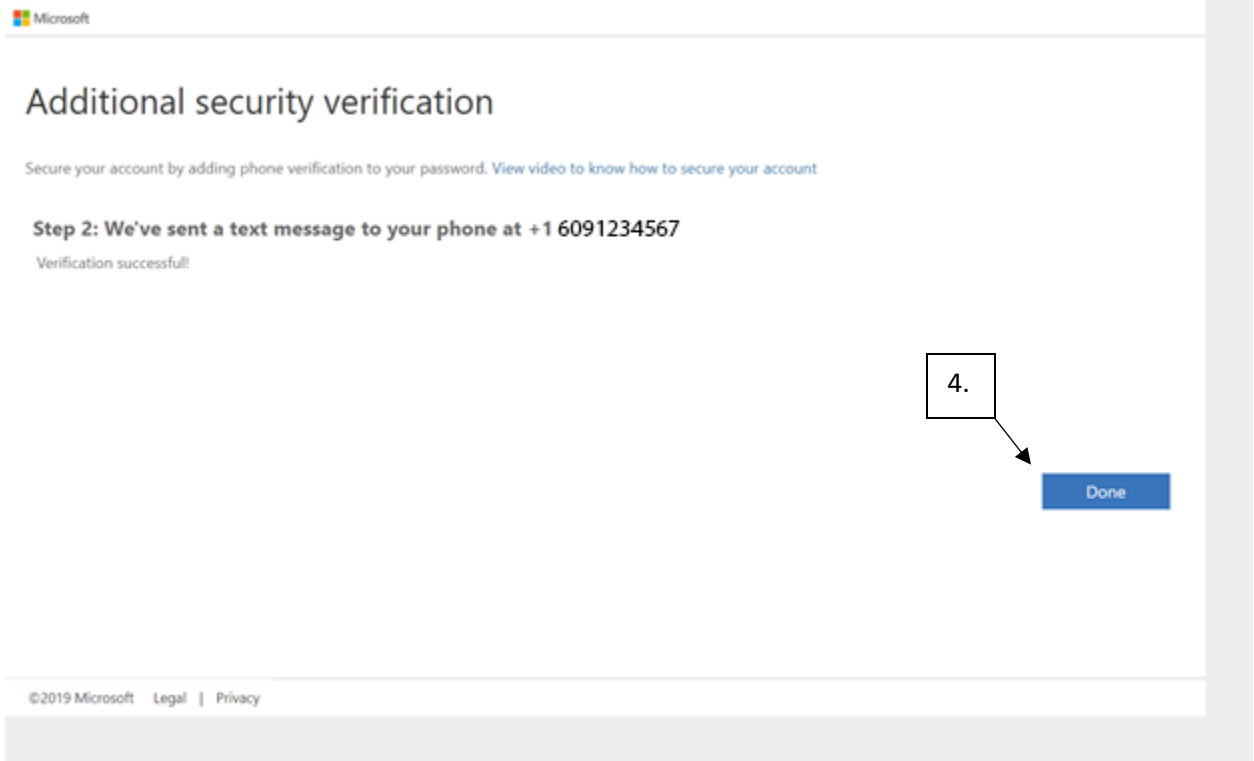 Microsoft
Additional security verification
Secure your account by adding phone verification to your password. View video to know how to secure your account
Step 2: We've sent a text message to your phone at +1 6091234567
Verification successful!
4.
Done
©2019 Microsoft Legal | Privacy